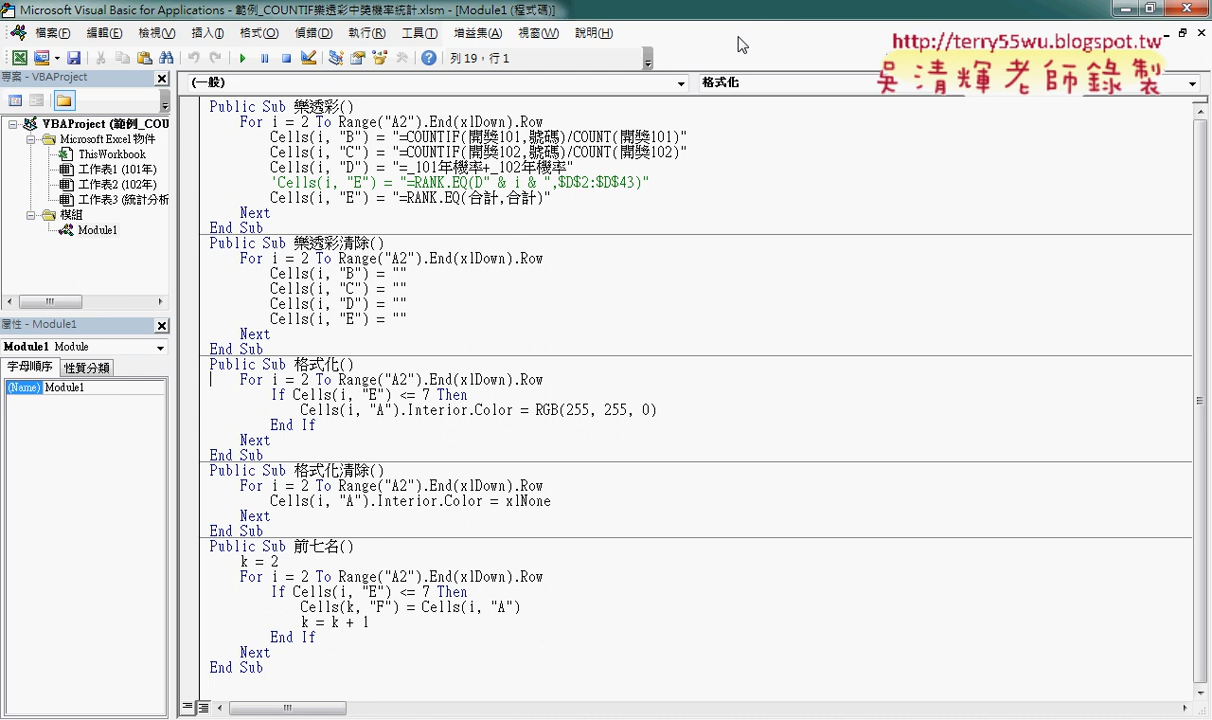 Microsoft Visual Basic for Applications - 範例_COUNTIF樂透彩中獎機率統計.xlsm - [Module1 (程式碼)]
檔案(F) 編輯(E) 檢視(V) 插入(I) 格式(O) 偵錯(D) 執行(R) 工具(T) 增益集(A) 視窗(W) 說明(H)
http://terry55wu.blogspot.tw
吳清輝老師錄製
列 19，行 1
專案 - VBAProject
(一般)
格式化
VBAProject (範例_COU
Microsoft Excel 物件
ThisWorkbook
工作表1 (101年)
工作表2 (102年)
工作表3 (統計分析
模組
Module1
屬性 - Module1
Module1 Module
字母順序 性質分類
(Name) Module1
Public Sub 樂透彩()
For i = 2 To Range("A2").End(xlDown).Row
Cells(i, "B") = "=COUNTIF(開獎101,號碼)/COUNT(開獎101)"
Cells(i, "C") = "=COUNTIF(開獎102,號碼)/COUNT(開獎102)"
Cells(i, "D") = "=_101年機率+_102年機率"
'Cells(i, "E") = "=RANK.EQ(D" & i & ",$D$2:$D$43)"
Cells(i, "E") = "=RANK.EQ(合計,合計)"
Next
End Sub
Public Sub 樂透彩清除()
For i = 2 To Range("A2").End(xlDown).Row
Cells(i, "B") = ""
Cells(i, "C") = ""
Cells(i, "D") = ""
Cells(i, "E") = ""
Next
End Sub
Public Sub 格式化()
For i = 2 To Range("A2").End(xlDown).Row
If Cells(i, "E") <= 7 Then
Cells(i, "A").Interior.Color = RGB(255, 255, 0)
End If
Next
End Sub
Public Sub 格式化清除()
For i = 2 To Range("A2").End(xlDown).Row
Cells(i, "A").Interior.Color = xlNone
Next
End Sub
Public Sub 前七名()
k = 2
For i = 2 To Range("A2").End(xlDown).Row
If Cells(i, "E") <= 7 Then
Cells(k, "F") = Cells(i, "A")
k = k + 1
End If
Next
End Sub